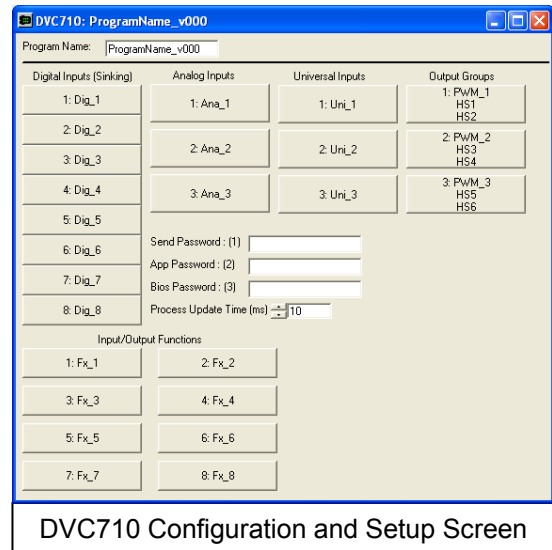 DVC710: ProgramName_v000
Program Name: ProgramName_v000
Digital Inputs (Sinking) Analog Inputs Universal Inputs Output Groups
1: Dig_1
2: Dig_2
3: Dig_3
4: Dig_4
5: Dig_5
6: Dig_6
7: Dig_7
8: Dig_8
1: Ana_1
2: Ana_2
3: Ana_3
1: Uni_1
2: Uni_2
3: Uni_3
1: PWM_1
HS1
HS2
2: PWM_2
HS3
HS4
3: PWM_3
HS5
HS6
Send Password : (1)
App Password : (2)
Bios Password : (3)
Process Update Time (ms) 10
Input/Output Functions
1: Fx_1 2: Fx_2
3: Fx_3 4: Fx_4
5: Fx_5 6: Fx_6
7: Fx_7 8: Fx_8
DVC710 Configuration and Setup Screen